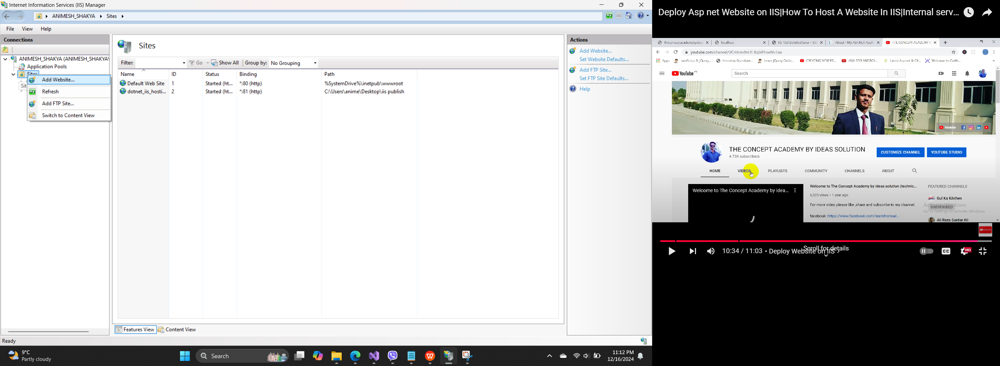 Internet Information Services (IIS) Manager
ANIMESH_SHAKYA
Sites
File View Help
Connections
ANIMESH_SHAKYA (ANIMESH_SHAKYA\
Application Pools
Sites
Sit
Add Website...
Refresh
Add FTP Site...
Switch to Content View
Sites
Filter: Go Show All Group by: No Grouping
Name ID Status Binding Path
Default Web Site 1 Started (ht... *:80 (http) %SystemDrive%\inetpub\wwwroot
dotnet_iis_hosti... 2 Started (ht... *:81 (http) C:\Users\anime\Desktop\iis publish
Features View Content View
Actions
Add Website...
Set Website Defaults...
Add FTP Site...
Set FTP Site Defaults...
Help
Ready
9°C
Partly cloudy
Search
11:12 PM
12/16/2024
Deploy Asp net Website on IIS|How To Host A Website In IIS|Internal serv...
theconceptacademybyidea
localhost
IIS 10.0 Detailed Error - 50
About - My ASP.NET Appli
THE CONCEPT ACADEMY
Apps
JavaScript & jQuery...
Interview Questions...
Learn jQuery Onlin...
CREATING NEW PR...
JAVA FOR ANDROI...
Latest Asp.net & C#...
YouTube PK
Search
Youtube
THE CONCEPT ACADEMY BY IDEAS SOLUTION
4.73K subscribers
CUSTOMIZE CHANNEL
YOUTUBE STUDIO
HOME VIDEOS PLAYLISTS COMMUNITY CHANNELS ABOUT
Welcome to The Concept Academy by idea...
Welcome to The Concept Academy by ideas solution (technic...
6,523 views • 1 year ago
For more video please like ,share and subscribe to my channel.
facebook :https://www.facebook.com/learnfromsal...
FEATURED CHANNELS
Gul Ka Kitchen
SUBSCRIBED
Activate Windows
Go to Settings to activate Windows.
Ali Raza Sardar Ali
Subscribe
10:34 / 11:03 • Deploy Website on IIS
Scroll for details
CC
HD